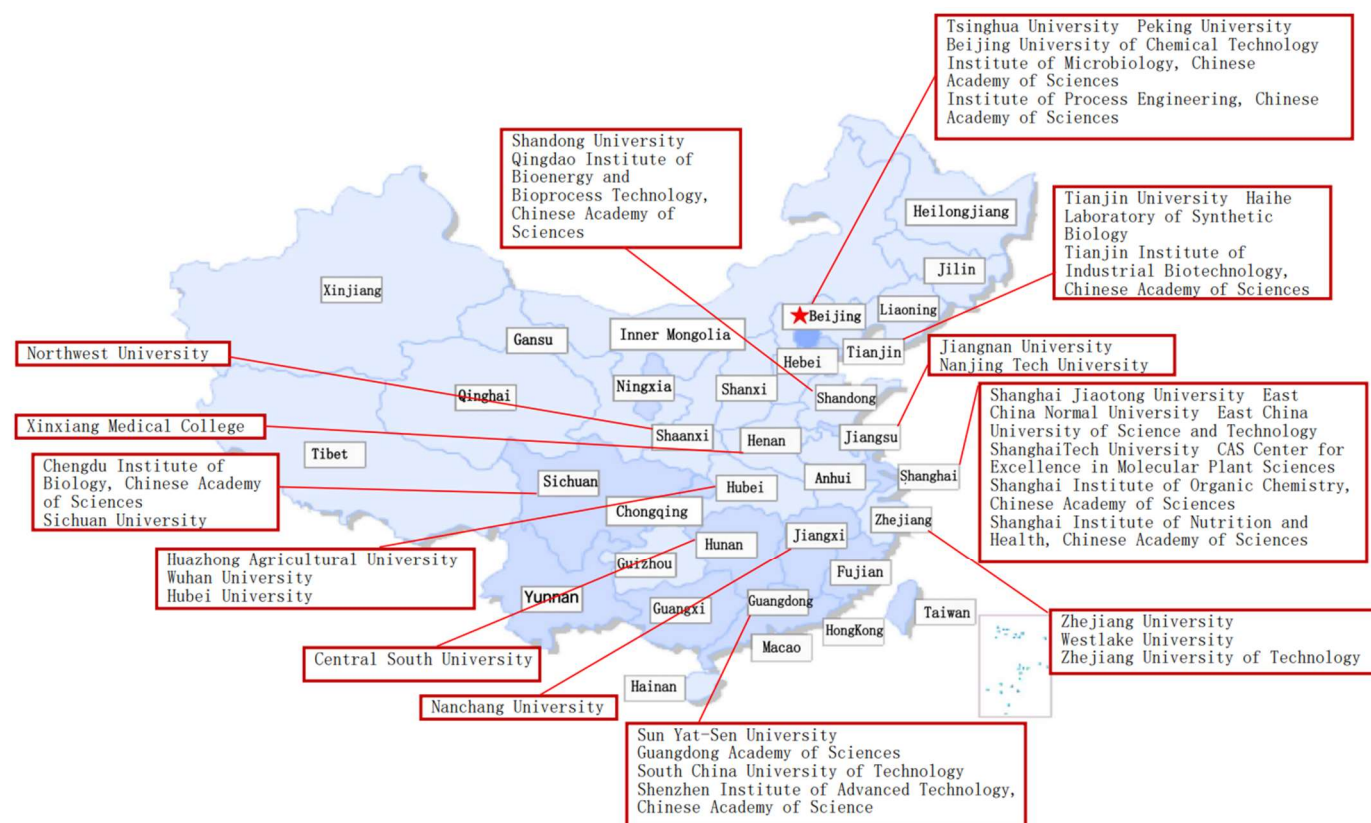 Tsinghua University  Peking University
Beijing University of Chemical Technology
Institute of Microbiology, Chinese
Academy of Sciences
Institute of Process Engineering, Chinese
Academy of Sciences
Shandong University
Qingdao Institute of
Bioenergy and
Bioprocess Technology,
Chinese Academy of
Sciences
Tianjin University  Haihe
Laboratory of Synthetic
Biology
Tianjin Institute of
Industrial Biotechnology,
Chinese Academy of Sciences
Heilongjiang
Jilin
Xinjiang
Liaoning
Beijing
Inner Mongolia
Gansu
Tianjin
Hebei
Northwest University
Jiangnan University
Nanjing Tech University
Ningxia
Shanxi
Qinghai
Shandong
Shanghai Jiaotong University  East
China Normal University  East China
University of Science and Technology
ShanghaiTech University  CAS Center for
Excellence in Molecular Plant Sciences
Shanghai Institute of Organic Chemistry,
Chinese Academy of Sciences
Shanghai Institute of Nutrition and
Health, Chinese Academy of Sciences
Xinxiang Medical College
Shaanxi
Henan
Jiangsu
Tibet
Chengdu Institute of
Biology, Chinese Academy
of Sciences
Sichuan University
Sichuan
Hubei
Anhui
Shanghai
Chongqing
Zhejiang
Jiangxi
Hunan
Huazhong Agricultural University
Wuhan University
Hubei University
Guizhou
Fujian
Yunnan
Guangxi
Guangdong
Taiwan
HongKong
Macao
Zhejiang University
Westlake University
Zhejiang University of Technology
Central South University
Hainan
Nanchang University
Sun Yat-Sen University
Guangdong Academy of Sciences
South China University of Technology
Shenzhen Institute of Advanced Technology,
Chinese Academy of Science